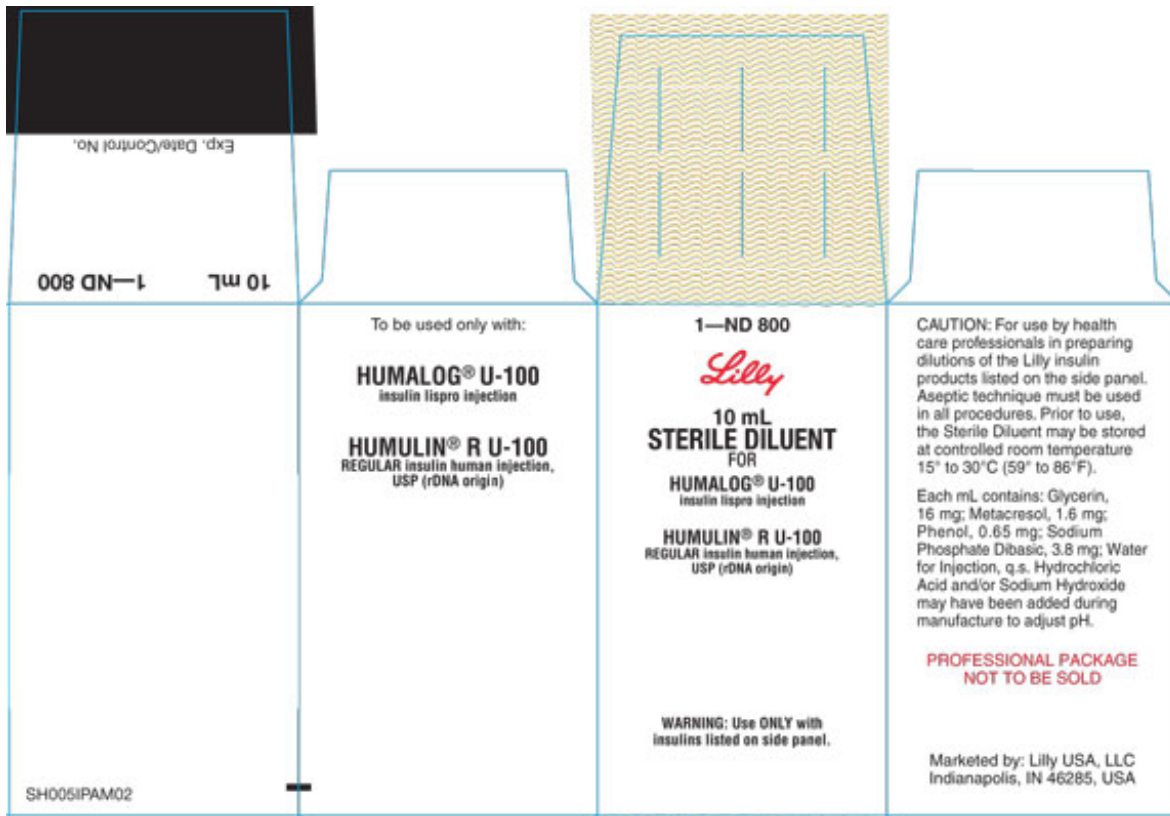 Exp. Date/Control No.
10 mL 1—ND 800
SH005IPAM02
To be used only with:
HUMALOG® U-100
insulin lispro injection
HUMULIN® R U-100
REGULAR insulin human injection,
USP (rDNA origin)
1—ND 800
Lilly
10 mL
STERILE DILUENT
FOR
HUMALOG® U-100
insulin lispro injection
HUMULIN® R U-100
REGULAR insulin human injection,
USP (rDNA origin)
WARNING: Use ONLY with
insulins listed on side panel.
CAUTION: For use by health
care professionals in preparing
dilutions of the Lilly insulin
products listed on the side panel.
Aseptic technique must be used
in all procedures. Prior to use,
the Sterile Diluent may be stored
at controlled room temperature
15° to 30°C (59° to 86°F).
Each mL contains: Glycerin,
16 mg; Metacresol, 1.6 mg;
Phenol, 0.65 mg; Sodium
Phosphate Dibasic, 3.8 mg; Water
for Injection, q.s. Hydrochloric
Acid and/or Sodium Hydroxide
may have been added during
manufacture to adjust pH.
PROFESSIONAL PACKAGE
NOT TO BE SOLD
Marketed by: Lilly USA, LLC
Indianapolis, IN 46285, USA